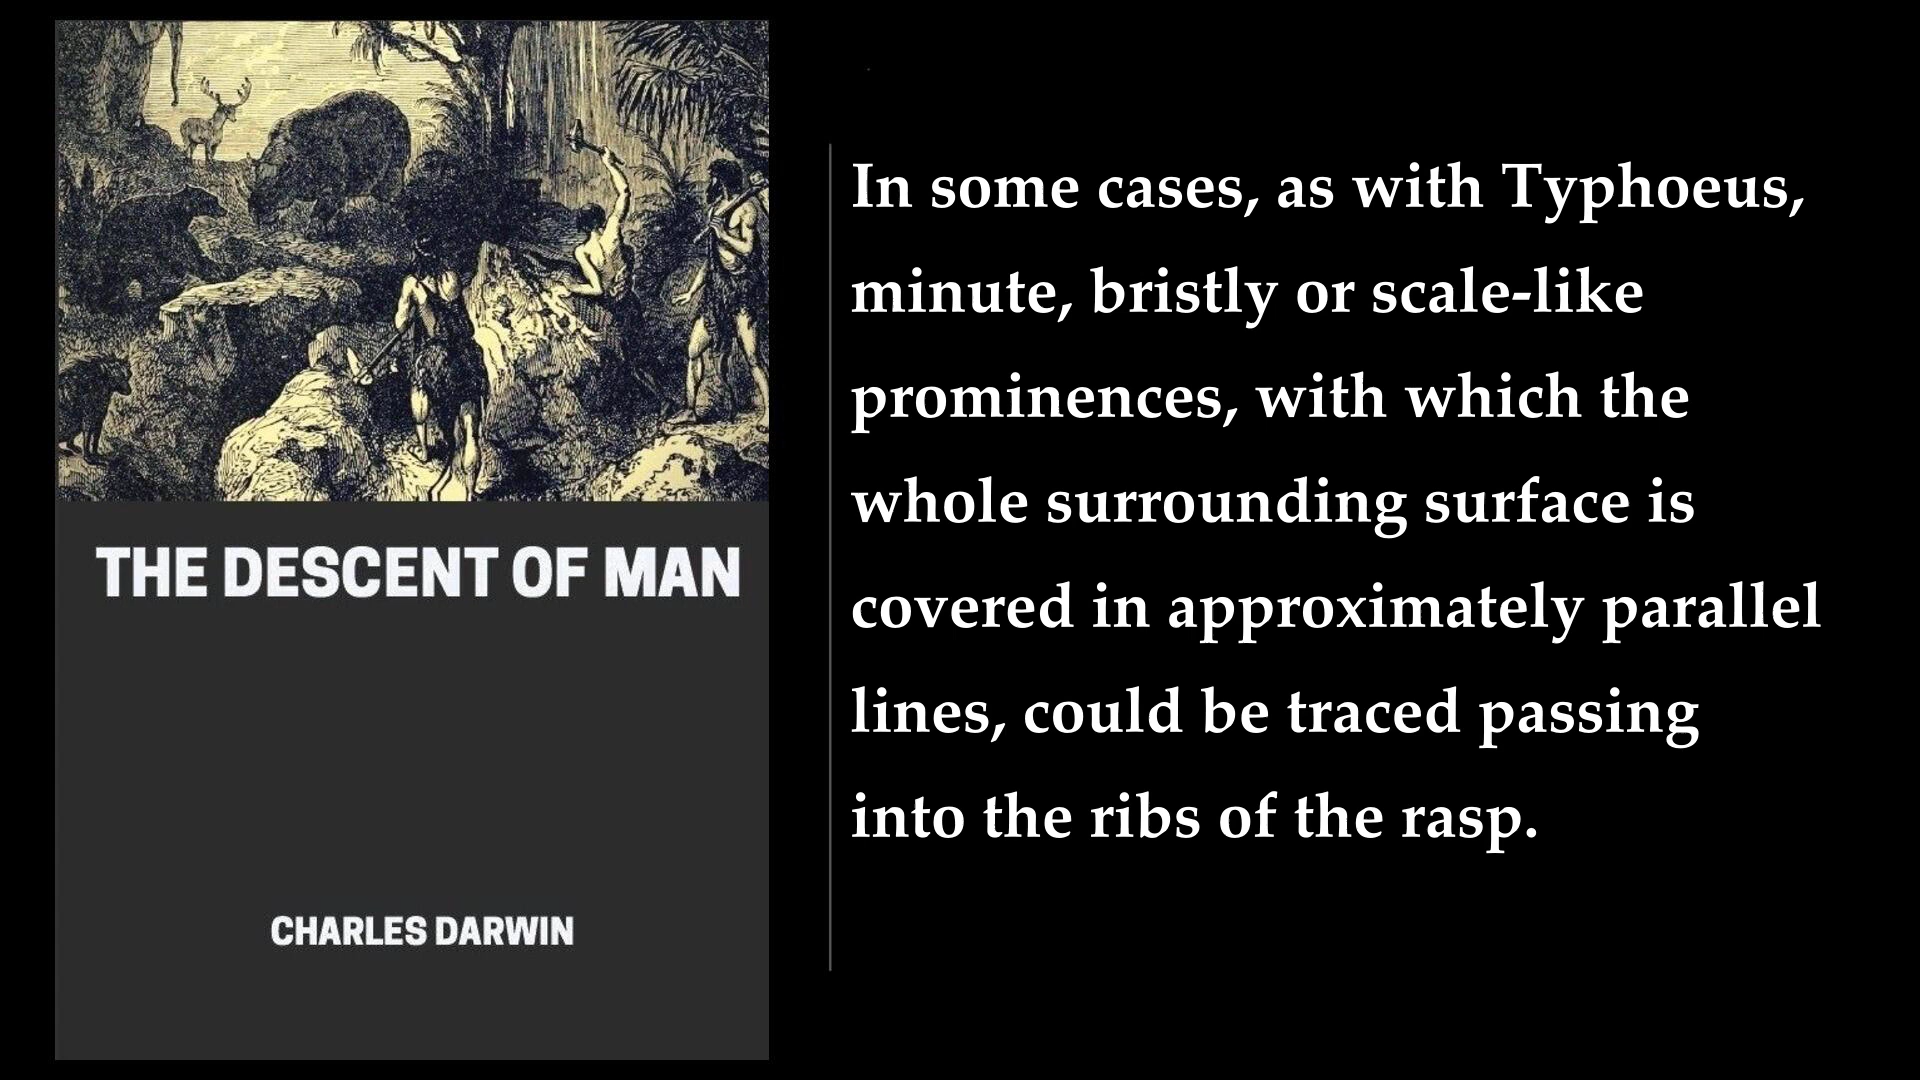 THE DESCENT OF MAN
CHARLES DARWIN
In some cases, as with Typhoeus,
minute, bristly or scale-like
prominences, with which the
whole surrounding surface is
covered in approximately parallel
lines, could be traced passing
into the ribs of the rasp.